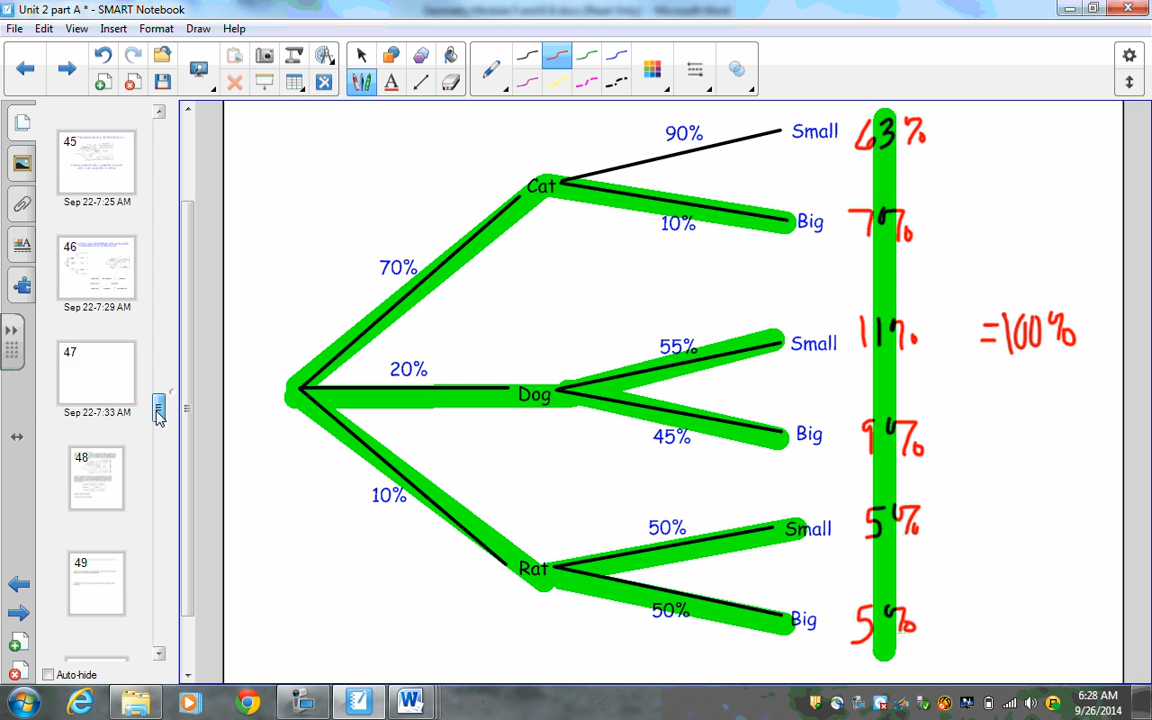 Unit 2 part A * - SMART Notebook
File Edit View Insert Format Draw Help
45
Sep 22-7:25 AM
46
Sep 22-7:29 AM
47
Sep 22-7:33 AM
48
49
Auto-hide
90%
Small
63%
Cat
10%
Big
7%
70%
55%
Small
11%
=100%
20%
Dog
45%
Big
9%
10%
50%
Small
5%
Rat
50%
Big
5%
6:28 AM
9/26/2014